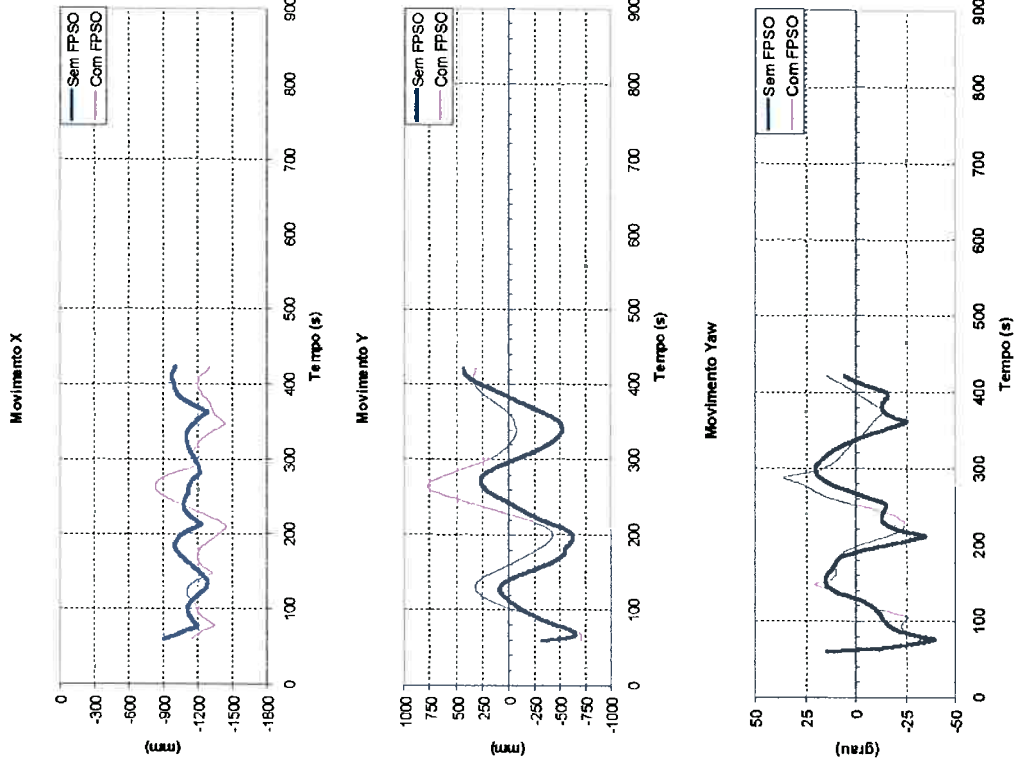 Movimento X
Sem FPSO
Com FPSO
0
-300
-600
-900
-1200
-1500
-1800
(mm)
0 100 200 300 400 500 600 700 800 900
Tempo (s)
Movimento Y
Sem FPSO
Com FPSO
1000
750
500
250
0
-250
-500
-750
-1000
(mm)
0 100 200 300 400 500 600 700 800 900
Tempo (s)
Movimento Yaw
Sem FPSO
Com FPSO
50
25
0
-25
-50
(grau)
0 100 200 300 400 500 600 700 800 900
Tempo (s)